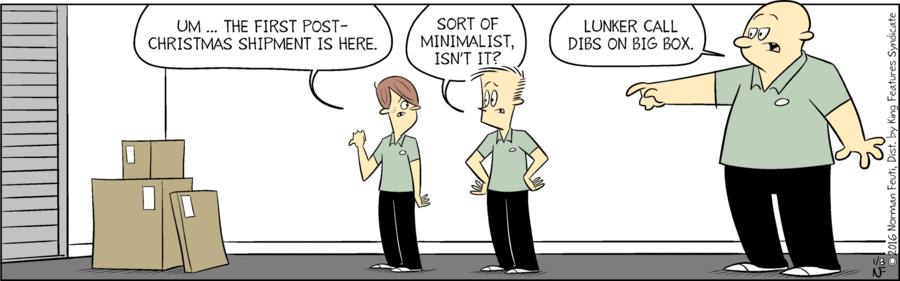 UM ... THE FIRST POST-
CHRISTMAS SHIPMENT IS HERE.
SORT OF
MINIMALIST,
ISN'T IT?
LUNKER CALL
DIBS ON BIG BOX.
©2016 Norman Feuti, Dist. by King Features Syndicate